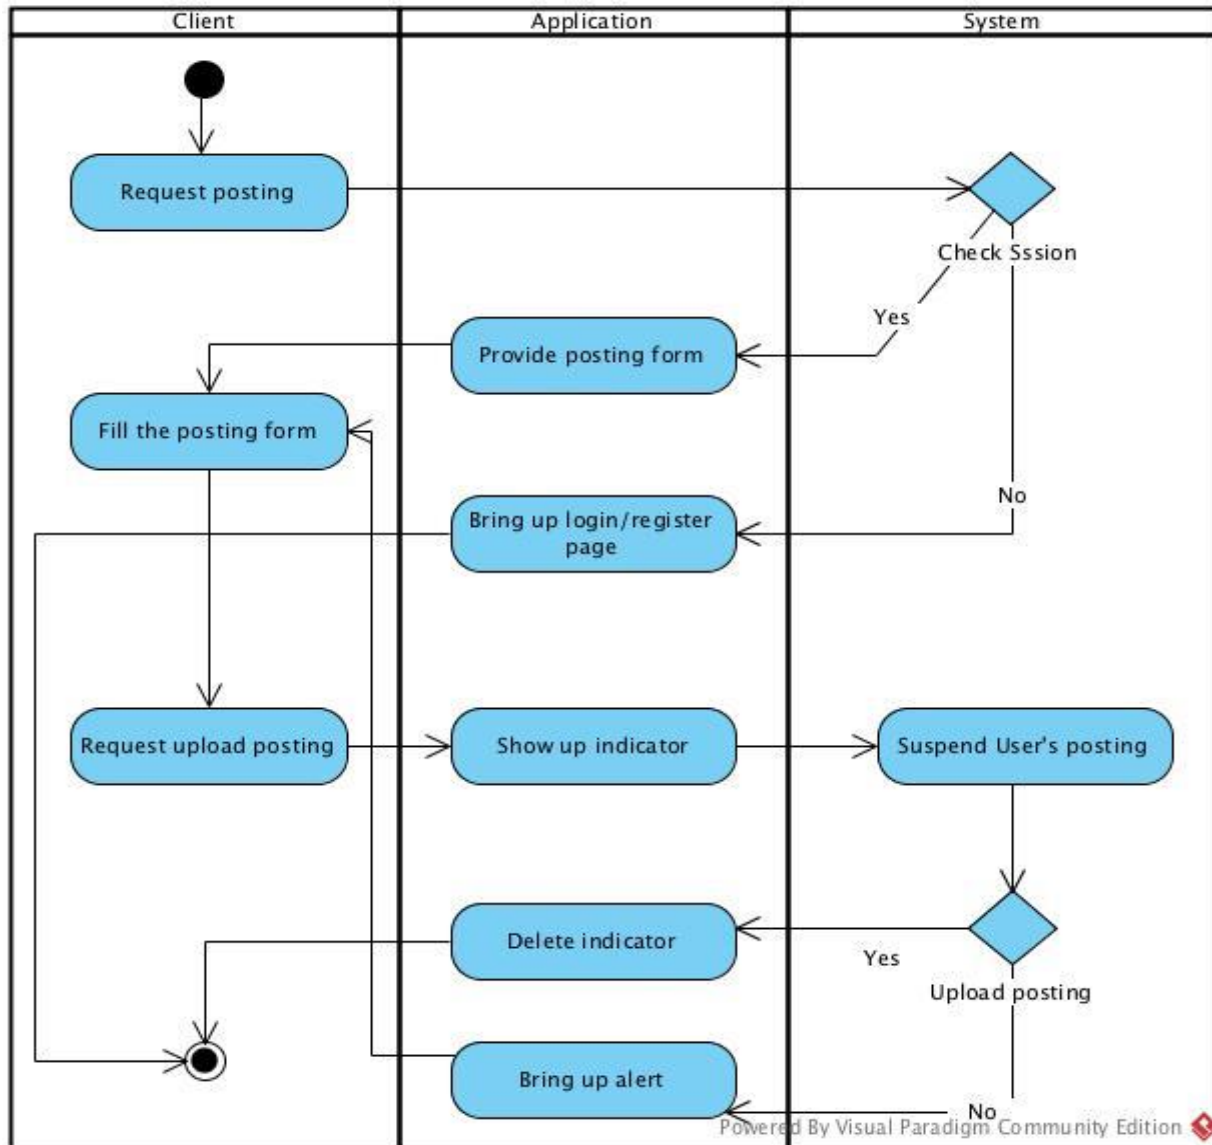 Client
Application
System
Request posting
Check Sssion
Yes
Provide posting form
Fill the posting form
No
Bring up login/register
page
Request upload posting
Show up indicator
Suspend User's posting
Delete indicator
Yes
Upload posting
Bring up alert
No
Powered By Visual Paradigm Community Edition